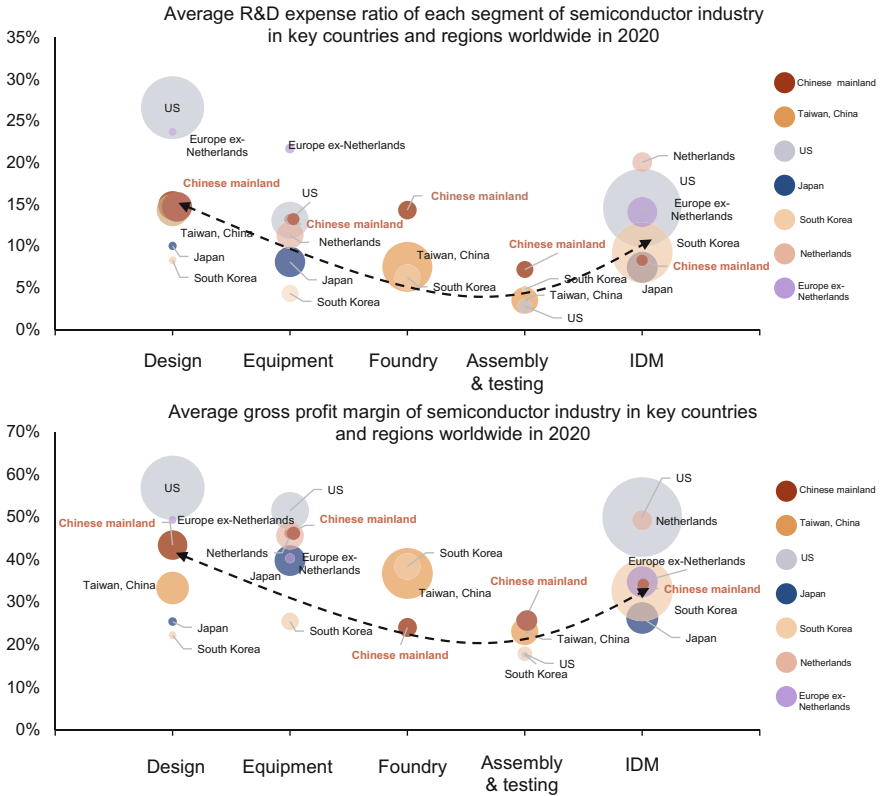 Average R&D expense ratio of each segment of semiconductor industry
in key countries and regions worldwide in 2020
35%
30%
25%
20%
15%
10%
5%
0%
US
Europe ex-
Netherlands
Chinese mainland
Taiwan, China
Japan
South Korea
Europe ex-Netherlands
US
Chinese mainland
Netherlands
Japan
South Korea
Chinese mainland
Taiwan, China
South Korea
Chinese mainland
South Korea
Taiwan, China
US
Netherlands
US
Europe ex-
Netherlands
South Korea
Chinese mainland
Japan
Design
Equipment
Foundry
Assembly
& testing
IDM
Chinese mainland
Taiwan, China
US
Japan
South Korea
Netherlands
Europe ex-
Netherlands
Average gross profit margin of semiconductor industry in key countries
and regions worldwide in 2020
70%
60%
50%
40%
30%
20%
10%
0%
US
Chinese mainland
Europe ex-Netherlands
Taiwan, China
Japan
South Korea
US
Chinese mainland
Netherlands
Europe ex-
Netherlands
Japan
South Korea
South Korea
Taiwan, China
Chinese mainland
Chinese mainland
Taiwan, China
US
South Korea
US
Netherlands
Europe ex-Netherlands
Chinese mainland
South Korea
Japan
Design
Equipment
Foundry
Assembly
& testing
IDM
Chinese mainland
Taiwan, China
US
Japan
South Korea
Netherlands
Europe ex-
Netherlands